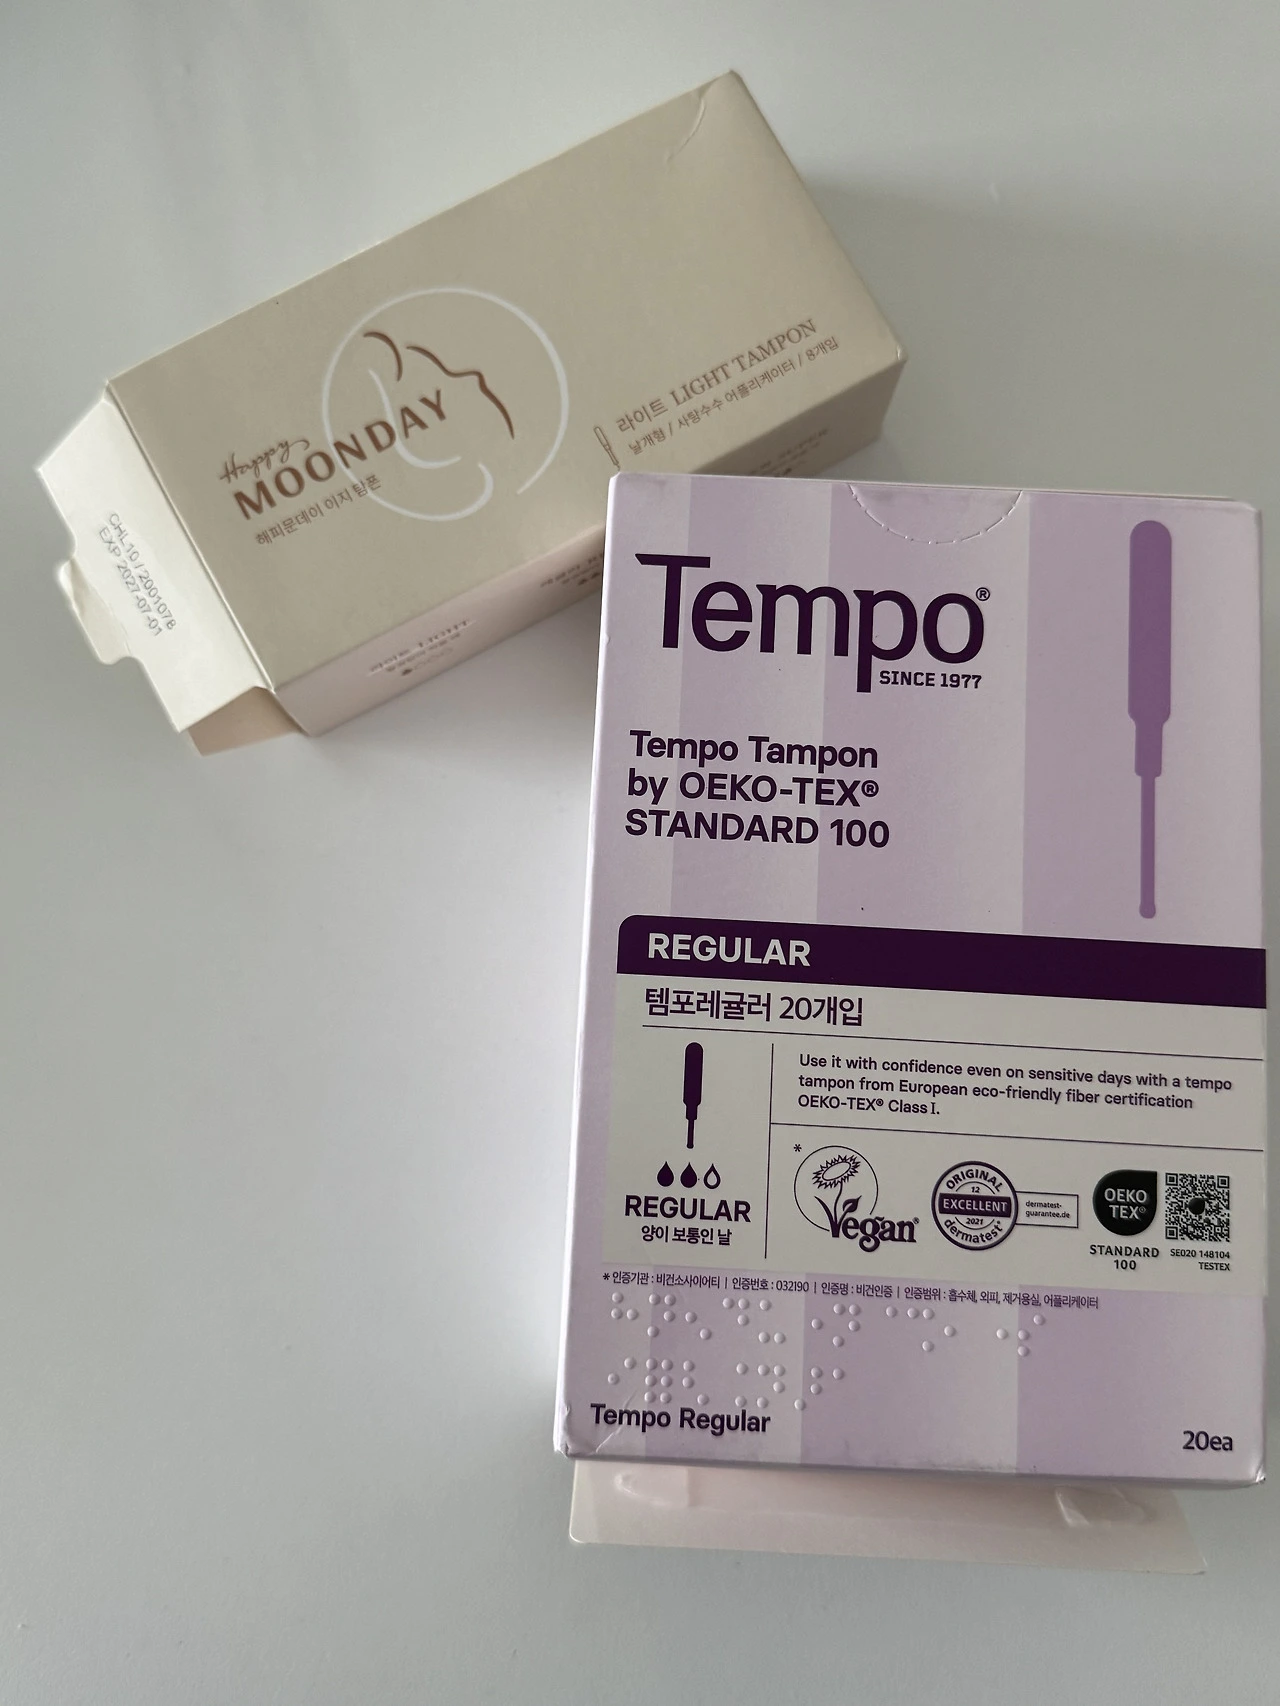 Happy
MOONDAY
해피문데이 이지 탐폰
라이트 LIGHT TAMPON
날개형 / 사탕수수 어플리케이터 / 8개입
CHL10 / 2001078
EXP 2027-07-01
Tempo®
SINCE 1977
Tempo Tampon
by OEKO-TEX®
STANDARD 100
REGULAR
템포레귤러 20개입
Use it with confidence even on sensitive days with a tempo
tampon from European eco-friendly fiber certification
OEKO-TEX® Class I.
REGULAR
양이 보통인 날
*
Vegan®
ORIGINAL
12
EXCELLENT
2021
dermatest®
dermatest-
guarantee.de
OEKO
TEX®
STANDARD
100
SE020 148104
TESTEX
* 인증기관 : 비건소사이어티 | 인증번호 : 032190 | 인증명 : 비건인증 | 인증범위 : 흡수체, 외피, 제거용실, 어플리케이터
Tempo Regular
20ea